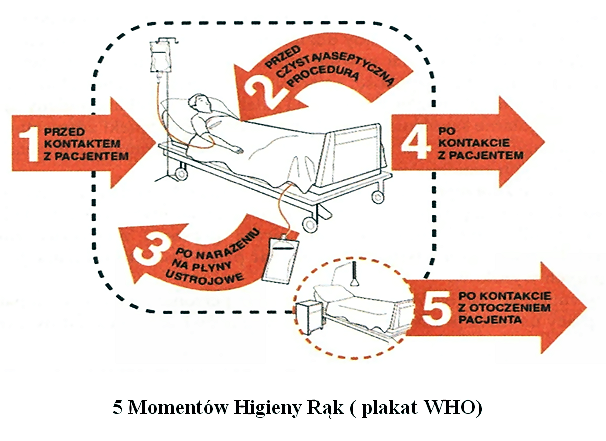 1 PRZED
KONTAKTEM
Z PACJENTEM
2 PRZED
CZYSTĄ/ASEPTYCZNĄ
PROCEDURĄ
3 PO NARAŻENIU
NA PŁYNY
USTROJOWE
4 PO
KONTAKCIE
Z PACJENTEM
5 PO KONTAKCIE
Z OTOCZENIEM
PACJENTA
5 Momentów Higieny Rąk ( plakat WHO)